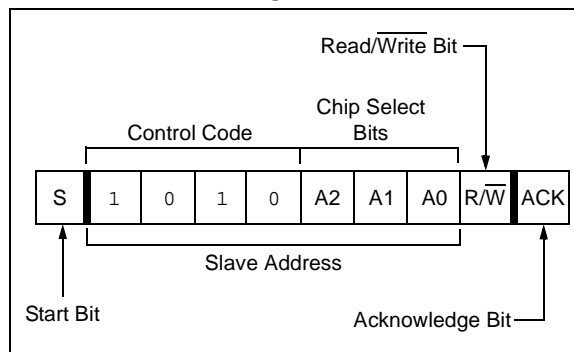 Read/Write Bit
Chip Select
Bits
Control Code
S 1 0 1 0 A2 A1 A0 R/W ACK
Slave Address
Start Bit
Acknowledge Bit